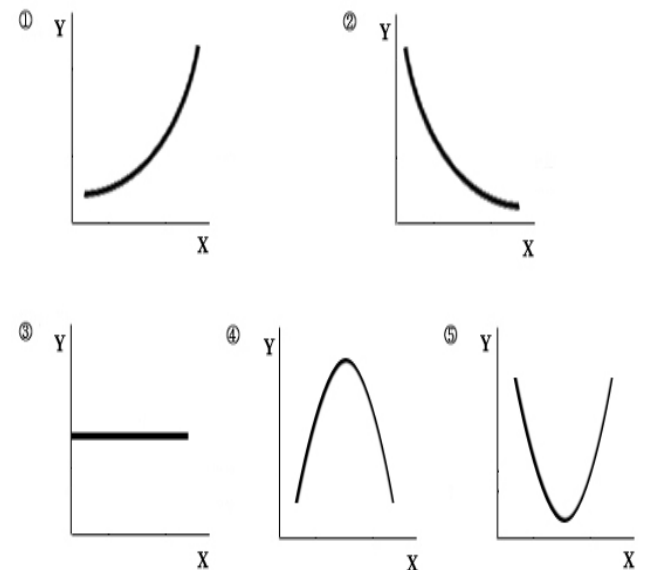 ① Y X
② Y X
③ Y X
④ Y X
⑤ Y X